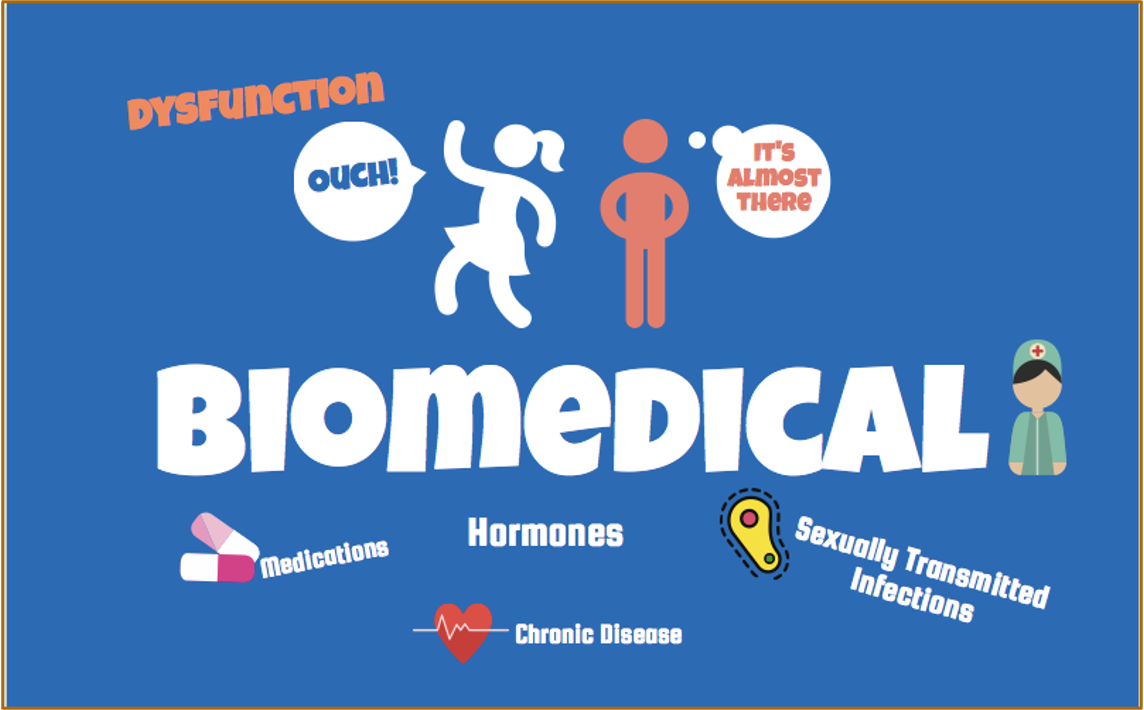 DYSFUNCTION
OUCH!
IT'S
ALMOST
THERE
BIOMEDICAL
Medications
Hormones
Sexually Transmitted
Infections
Chronic Disease